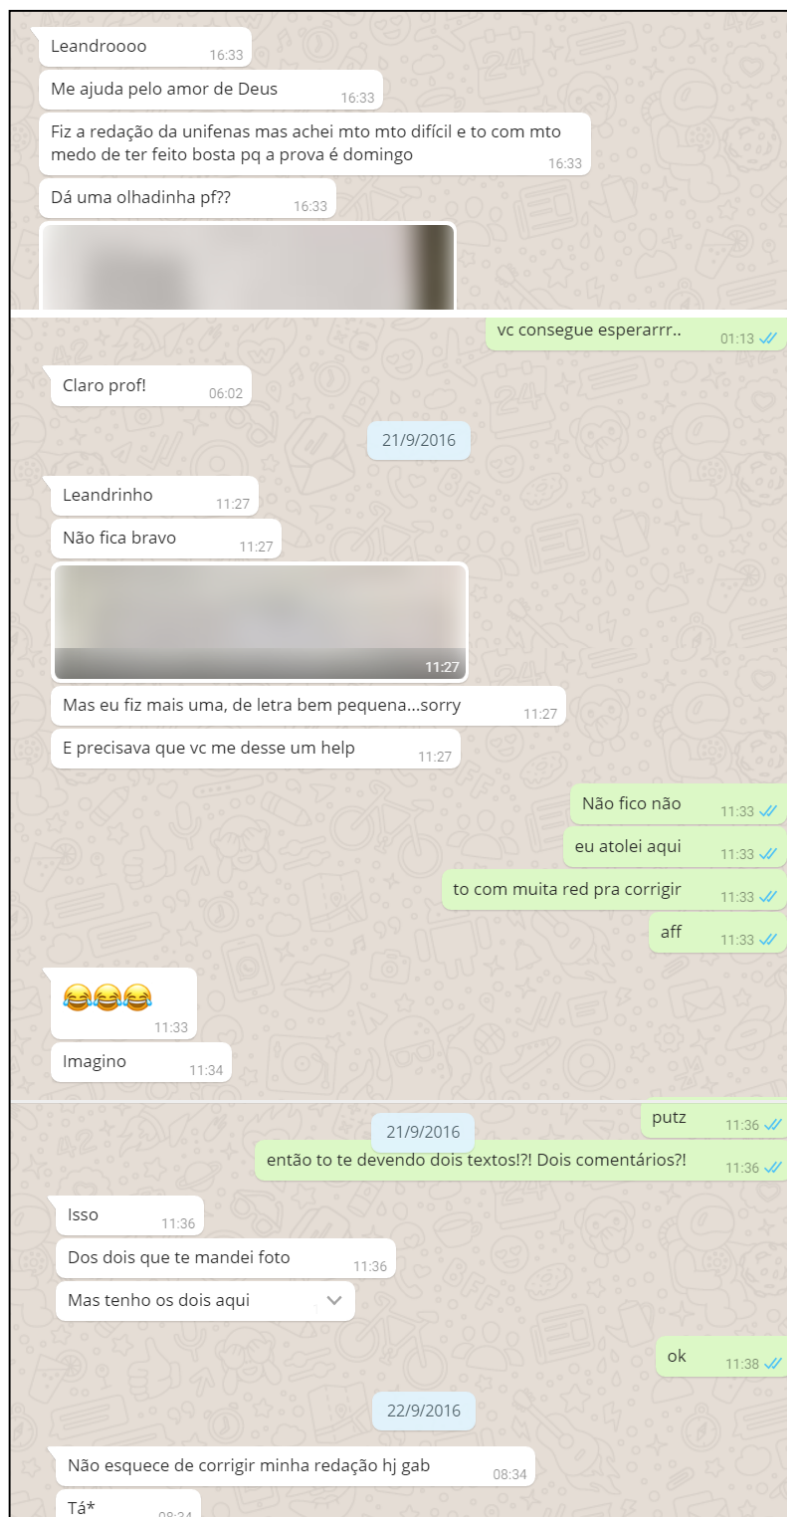 Leandroooo 16:33
Me ajuda pelo amor de Deus 16:33
Fiz a redação da unifenas mas achei mto mto difícil e to com mto
medo de ter feito bosta pq a prova é domingo 16:33
Dá uma olhadinha pf?? 16:33
vc consegue esperarrr.. 01:13
Claro prof! 06:02
21/9/2016
Leandrinho 11:27
Não fica bravo 11:27
11:27
Mas eu fiz mais uma, de letra bem pequena...sorry 11:27
E precisava que vc me desse um help 11:27
Não fico não 11:33
eu atolei aqui 11:33
to com muita red pra corrigir 11:33
aff 11:33
11:33
Imagino 11:34
putz 11:36
21/9/2016
então to te devendo dois textos!?! Dois comentários?! 11:36
Isso 11:36
Dos dois que te mandei foto 11:36
Mas tenho os dois aqui
ok 11:38
22/9/2016
Não esquece de corrigir minha redação hj gab 08:34
Tá* 08:34